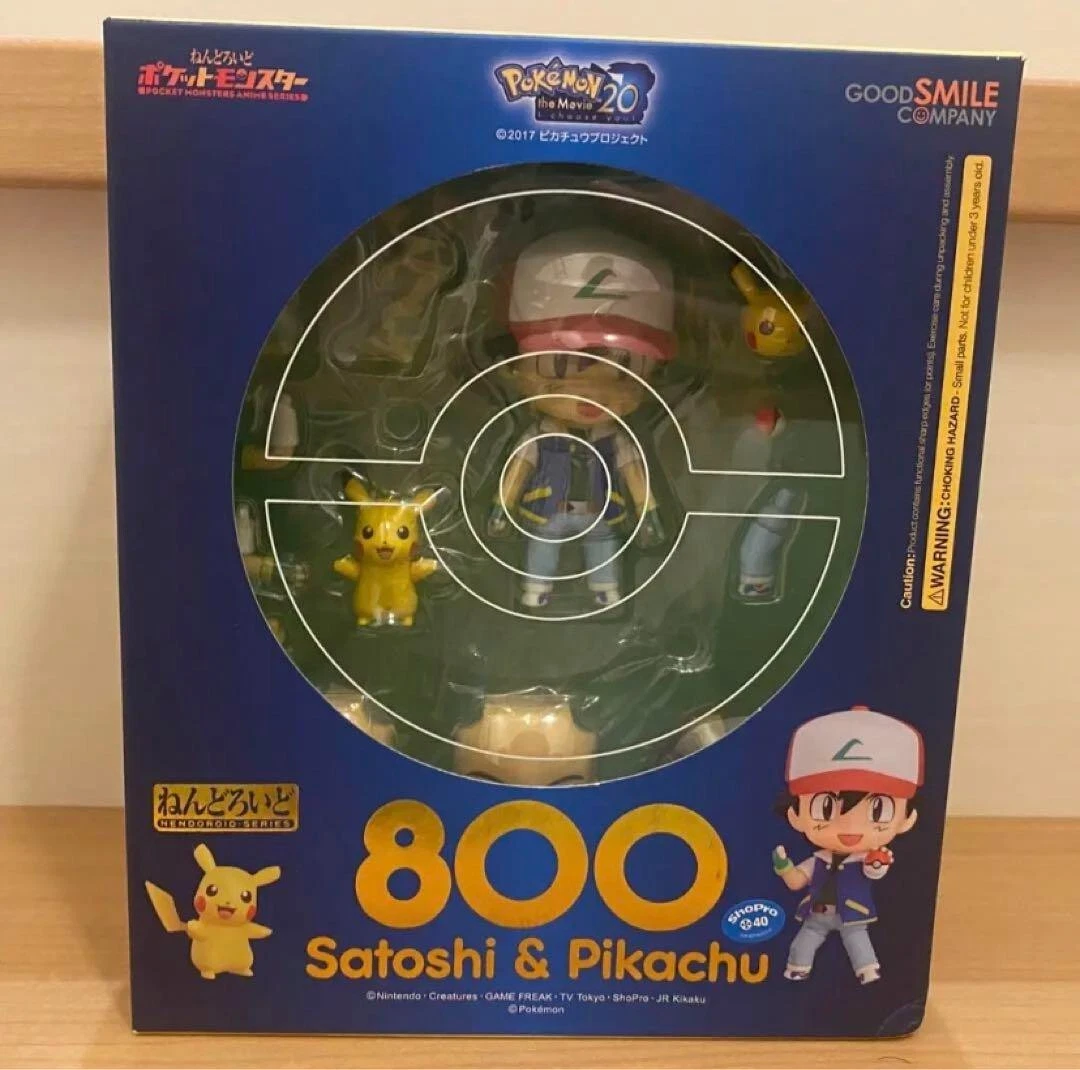 ねんどろいど
ポケットモンスター
POCKET MONSTERS ANIME SERIES
POKéMON
the Movie 20
I choose you!
©2017 ピカチュウプロジェクト
GOOD SMILE
COMPANY
Caution: Product contains functional sharp edges (or points). Exercise care during unpacking and assembly.
⚠WARNING: CHOKING HAZARD - Small parts. Not for children under 3 years old.
ねんどろいど
NENDOROID SERIES
800
ShoPro
40
Satoshi & Pikachu
©Nintendo・Creatures・GAME FREAK・TV Tokyo・ShoPro・JR Kikaku
©Pokémon